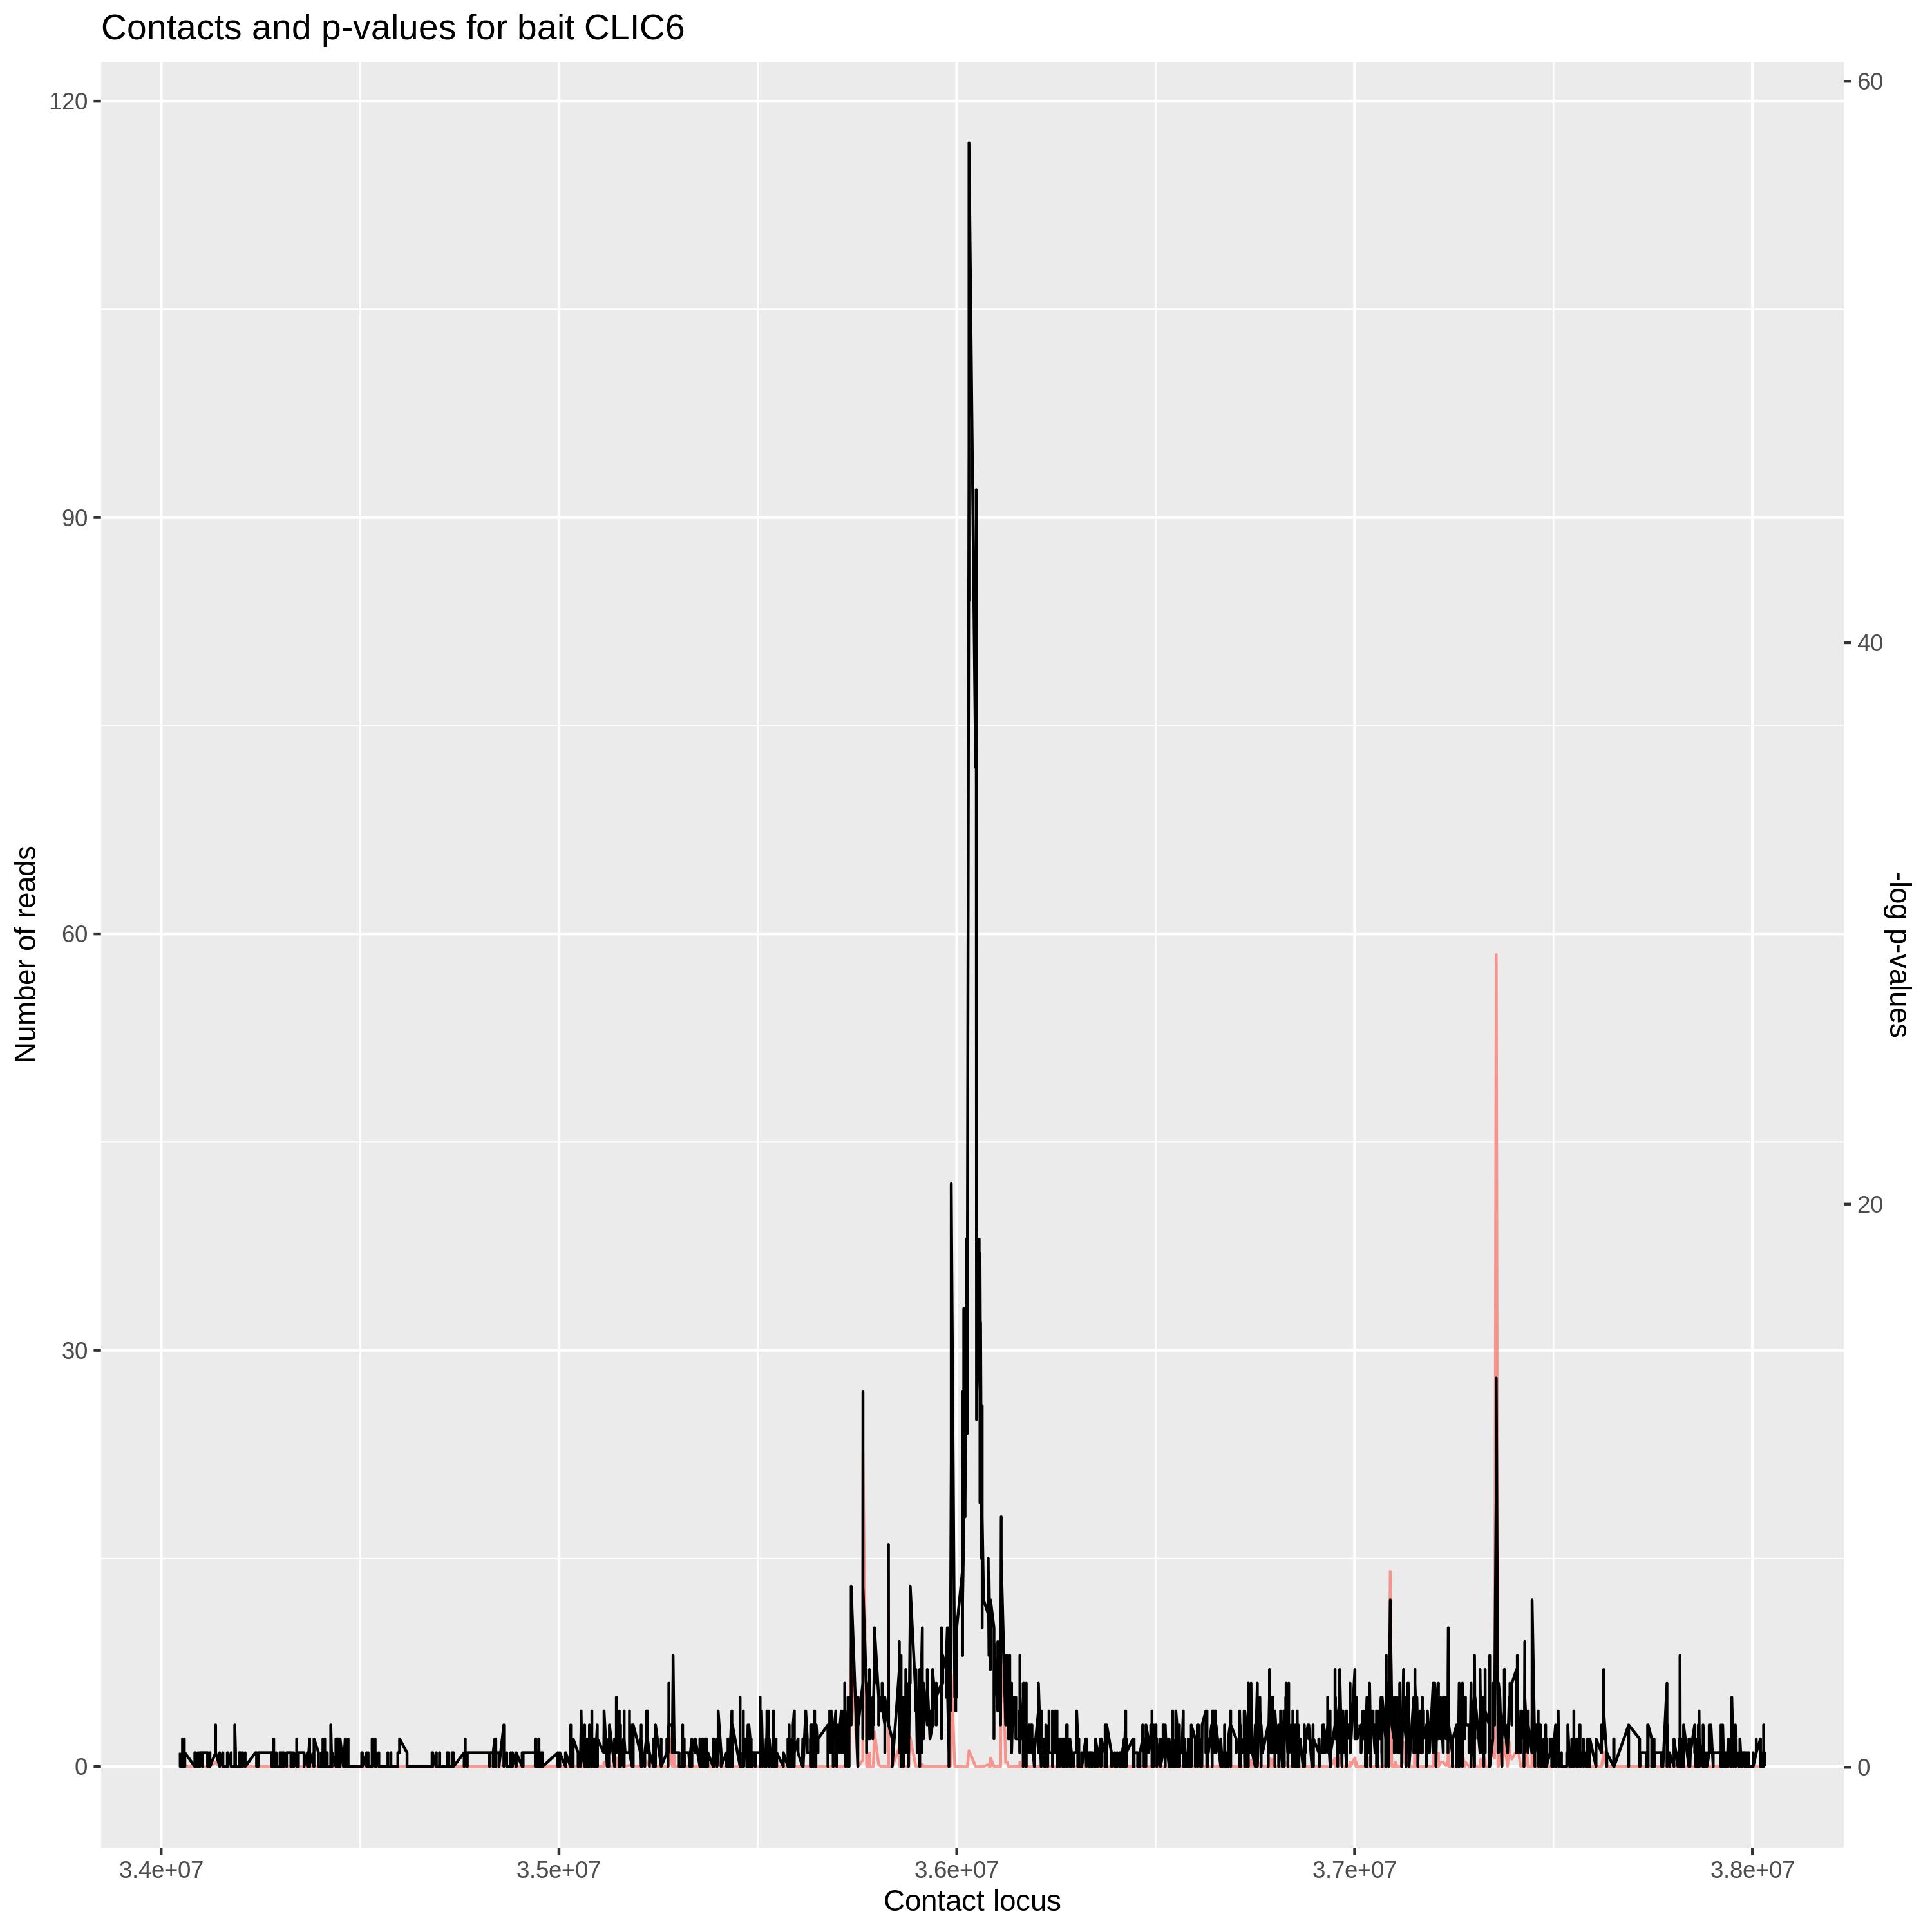 Contacts and p-values for bait CLIC6
120
90
60
30
0
Number of reads
60
40
20
0
-log p-values
3.4e+07 3.5e+07 3.6e+07 3.7e+07 3.8e+07
Contact locus